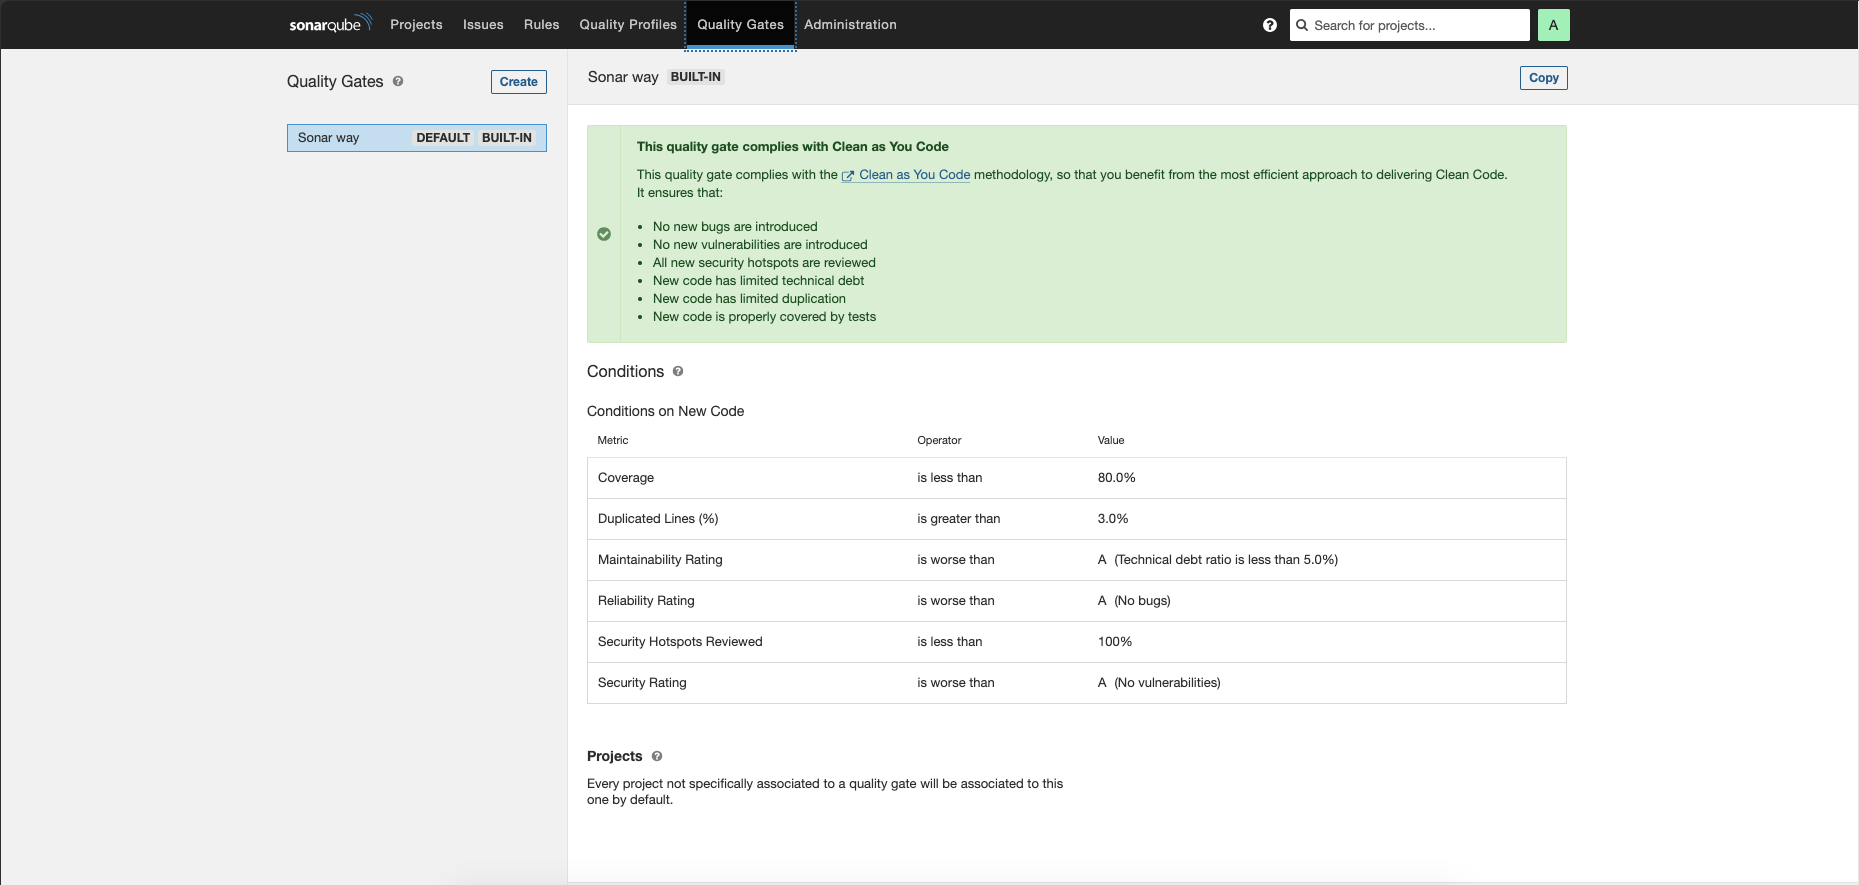 sonarqube Projects Issues Rules Quality Profiles Quality Gates Administration ? Search for projects... A
Quality Gates ? Create
Sonar way DEFAULT BUILT-IN
Sonar way BUILT-IN Copy
This quality gate complies with Clean as You Code
This quality gate complies with the Clean as You Code methodology, so that you benefit from the most efficient approach to delivering Clean Code.
It ensures that:
• No new bugs are introduced
• No new vulnerabilities are introduced
• All new security hotspots are reviewed
• New code has limited technical debt
• New code has limited duplication
• New code is properly covered by tests
Conditions ?
Conditions on New Code
Metric Operator Value
Coverage is less than 80.0%
Duplicated Lines (%) is greater than 3.0%
Maintainability Rating is worse than A (Technical debt ratio is less than 5.0%)
Reliability Rating is worse than A (No bugs)
Security Hotspots Reviewed is less than 100%
Security Rating is worse than A (No vulnerabilities)
Projects ?
Every project not specifically associated to a quality gate will be associated to this
one by default.